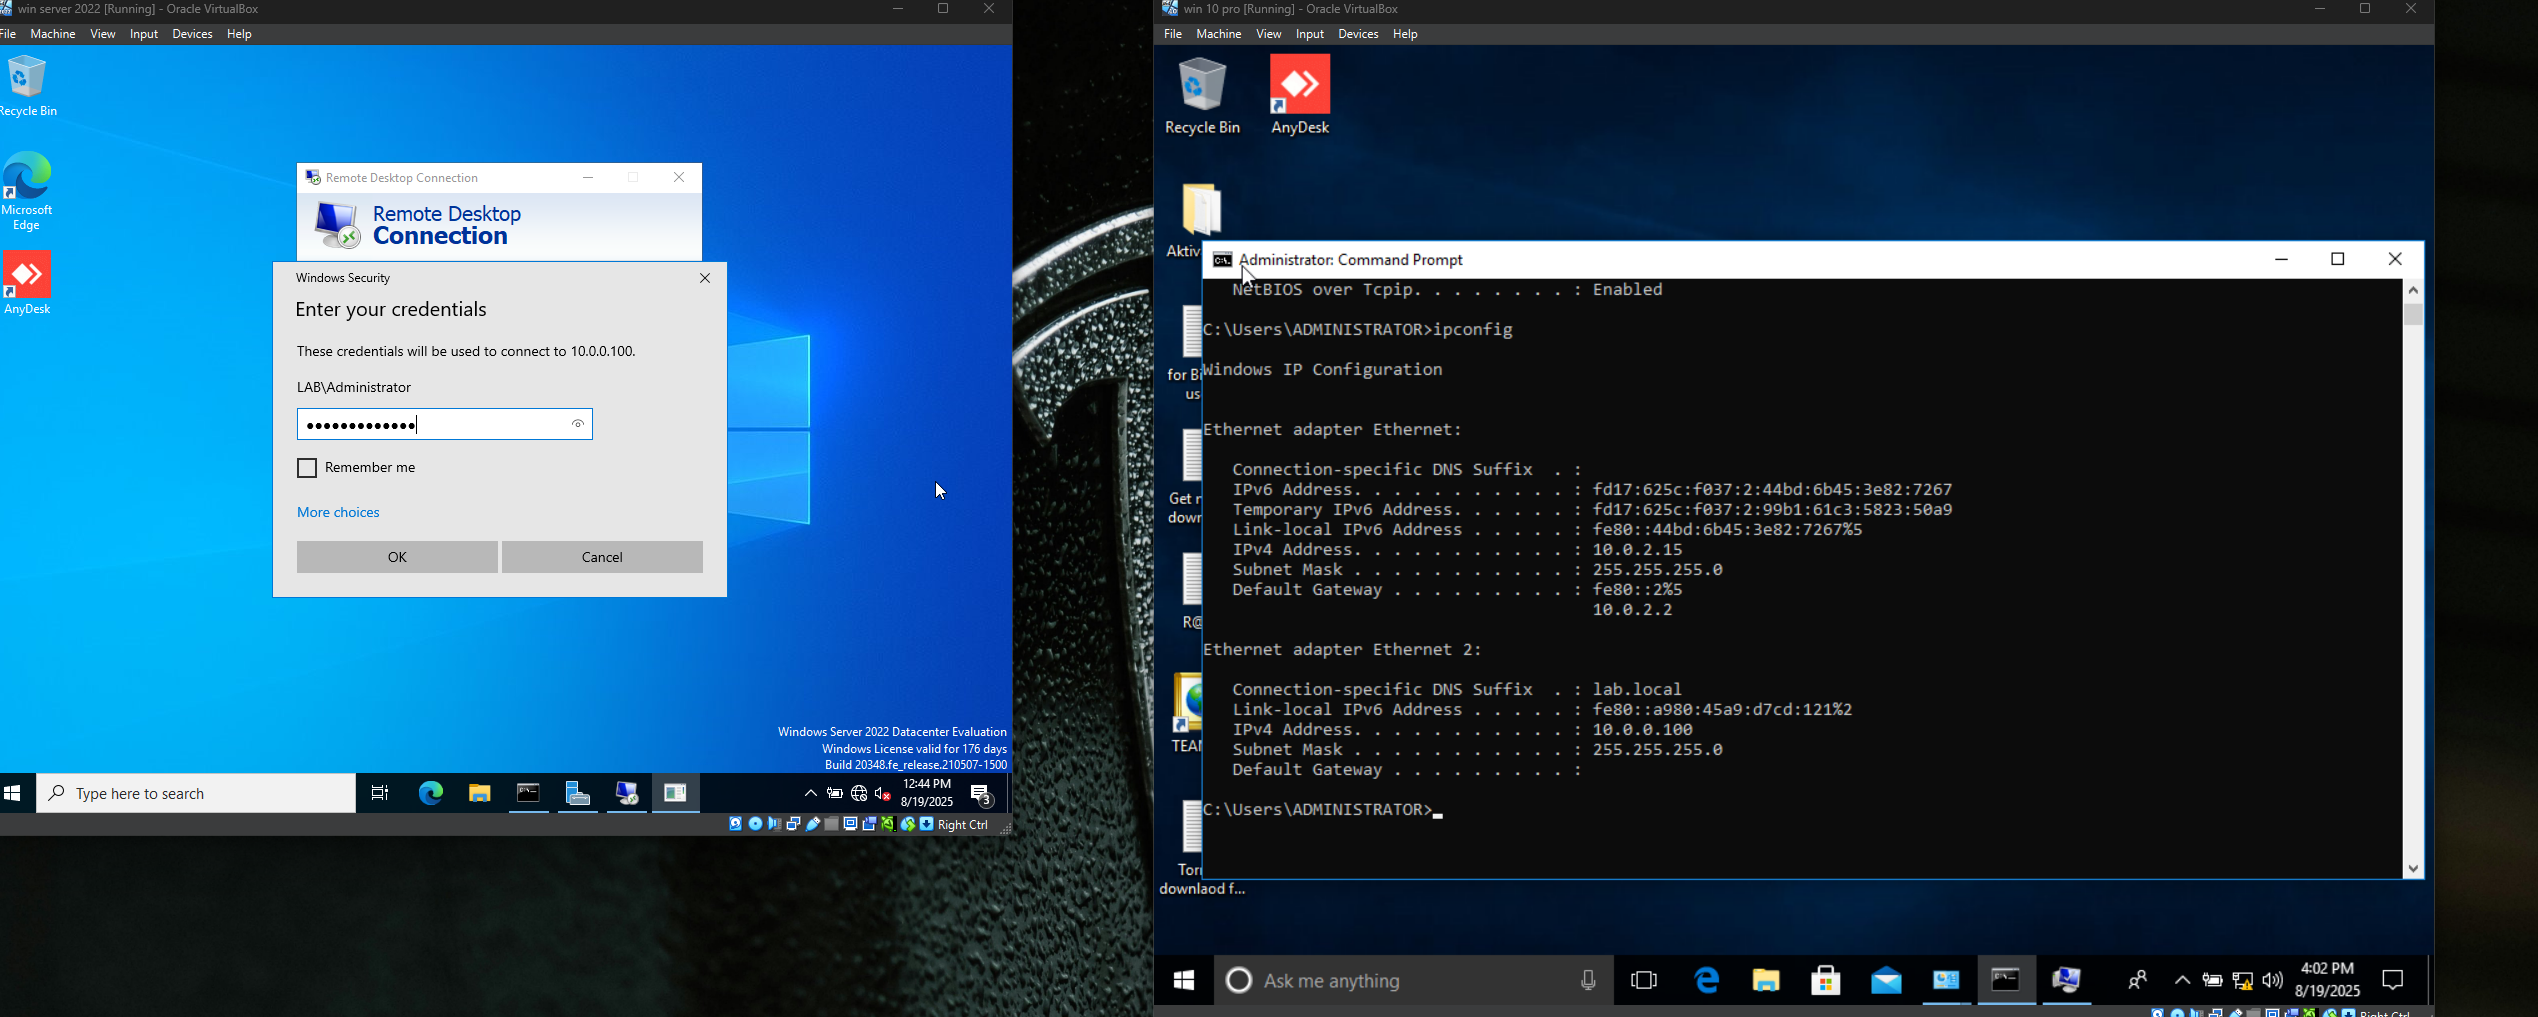 win server 2022 [Running] - Oracle VirtualBox
File Machine View Input Devices Help
Recycle Bin
Microsoft
Edge
AnyDesk
Remote Desktop Connection
Remote Desktop
Connection
Windows Security
Enter your credentials
These credentials will be used to connect to 10.0.0.100.
LAB\Administrator
Remember me
More choices
OK
Cancel
Windows Server 2022 Datacenter Evaluation
Windows License valid for 176 days
Build 20348.fe_release.210507-1500
Type here to search
12:44 PM
8/19/2025
3
Right Ctrl
win 10 pro [Running] - Oracle VirtualBox
File Machine View Input Devices Help
Recycle Bin
AnyDesk
Aktiv
for Bi
us
Get r
dowr
R@
TEAM
Torr
downlaod f...
Administrator: Command Prompt
NetBIOS over Tcpip. . . . . . . . : Enabled
C:\Users\ADMINISTRATOR>ipconfig
Windows IP Configuration
Ethernet adapter Ethernet:
Connection-specific DNS Suffix . :
IPv6 Address. . . . . . . . . . . : fd17:625c:f037:2:44bd:6b45:3e82:7267
Temporary IPv6 Address. . . . . . : fd17:625c:f037:2:99b1:61c3:5823:50a9
Link-local IPv6 Address . . . . . : fe80::44bd:6b45:3e82:7267%5
IPv4 Address. . . . . . . . . . . : 10.0.2.15
Subnet Mask . . . . . . . . . . . : 255.255.255.0
Default Gateway . . . . . . . . . : fe80::2%5
10.0.2.2
Ethernet adapter Ethernet 2:
Connection-specific DNS Suffix . : lab.local
Link-local IPv6 Address . . . . . : fe80::a980:45a9:d7cd:121%2
IPv4 Address. . . . . . . . . . . : 10.0.0.100
Subnet Mask . . . . . . . . . . . : 255.255.255.0
Default Gateway . . . . . . . . . :
C:\Users\ADMINISTRATOR>
Ask me anything
4:02 PM
8/19/2025
Right Ctrl